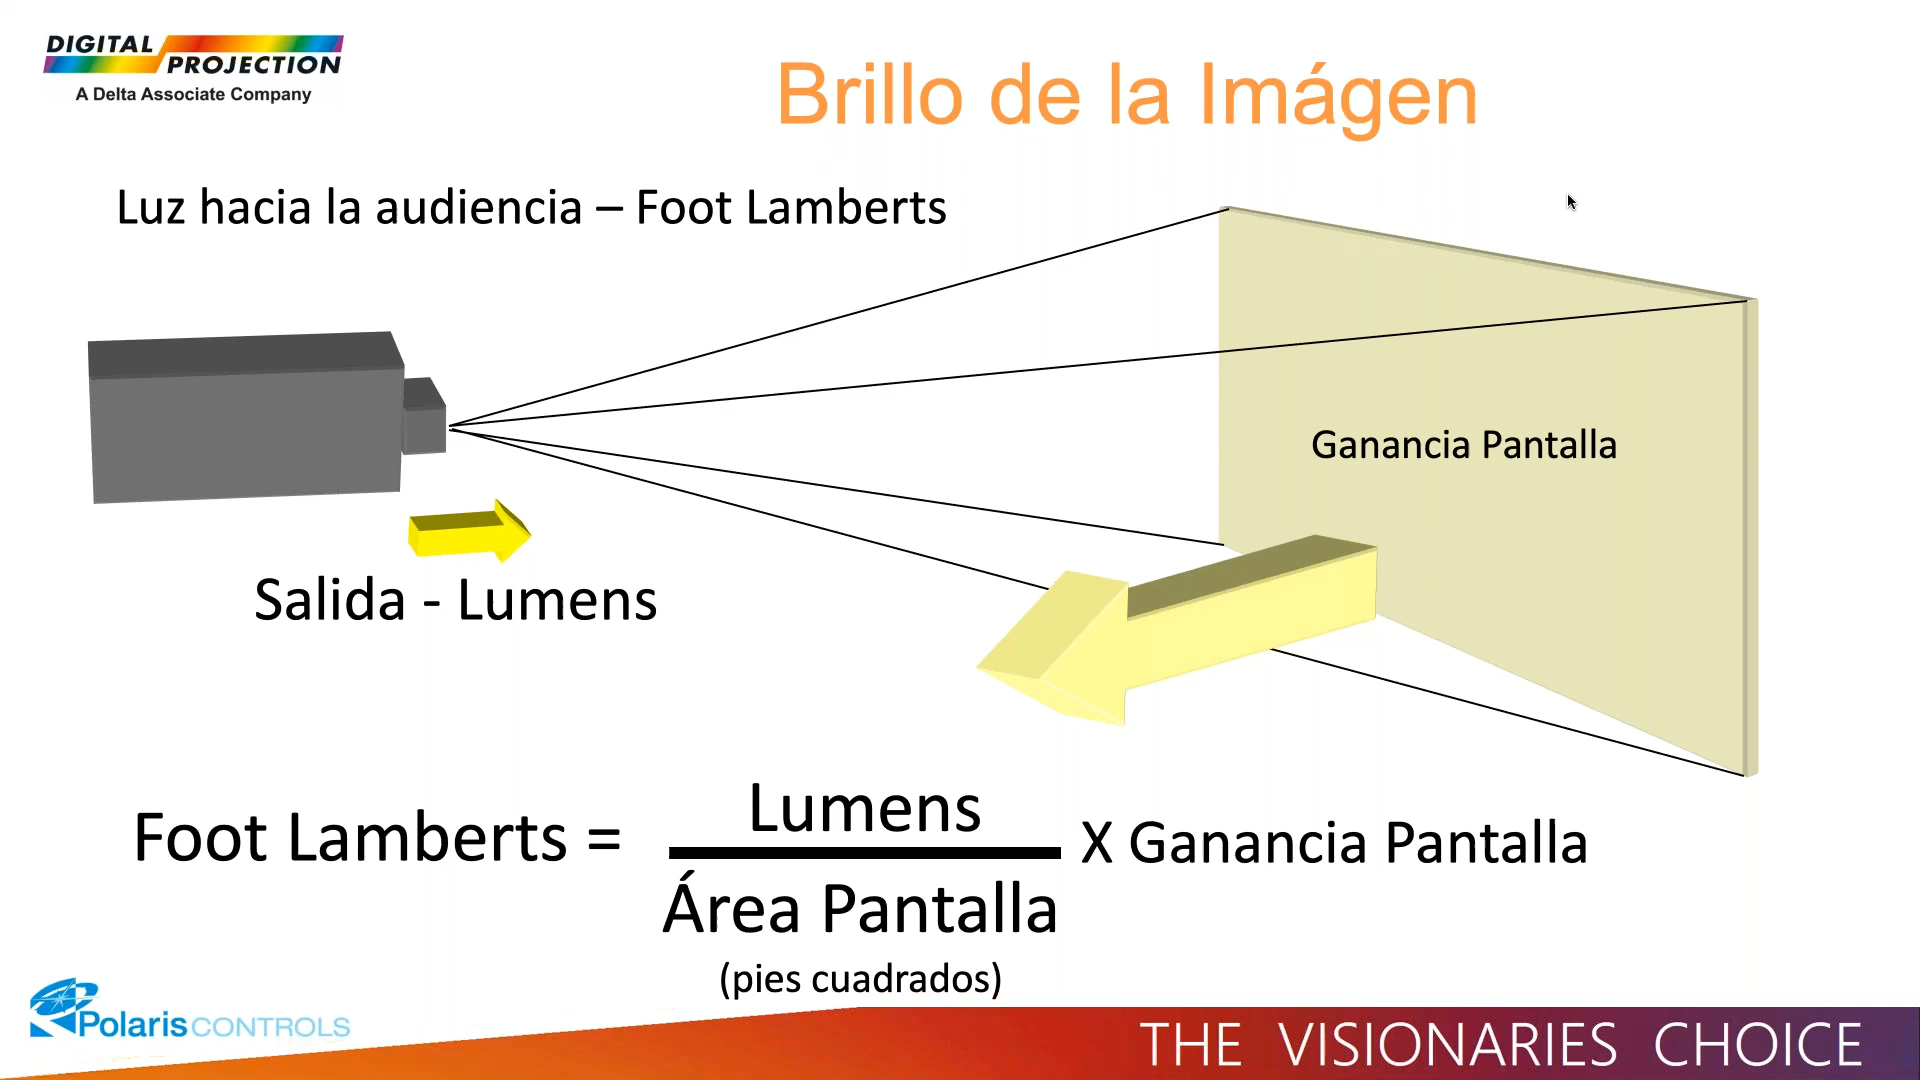 DIGITAL
PROJECTION
A Delta Associate Company
Brillo de la Imágen
Luz hacia la audiencia – Foot Lamberts
Ganancia Pantalla
Salida - Lumens
Foot Lamberts = Lumens X Ganancia Pantalla
Área Pantalla
(pies cuadrados)
Polaris CONTROLS
THE VISIONARIES CHOICE